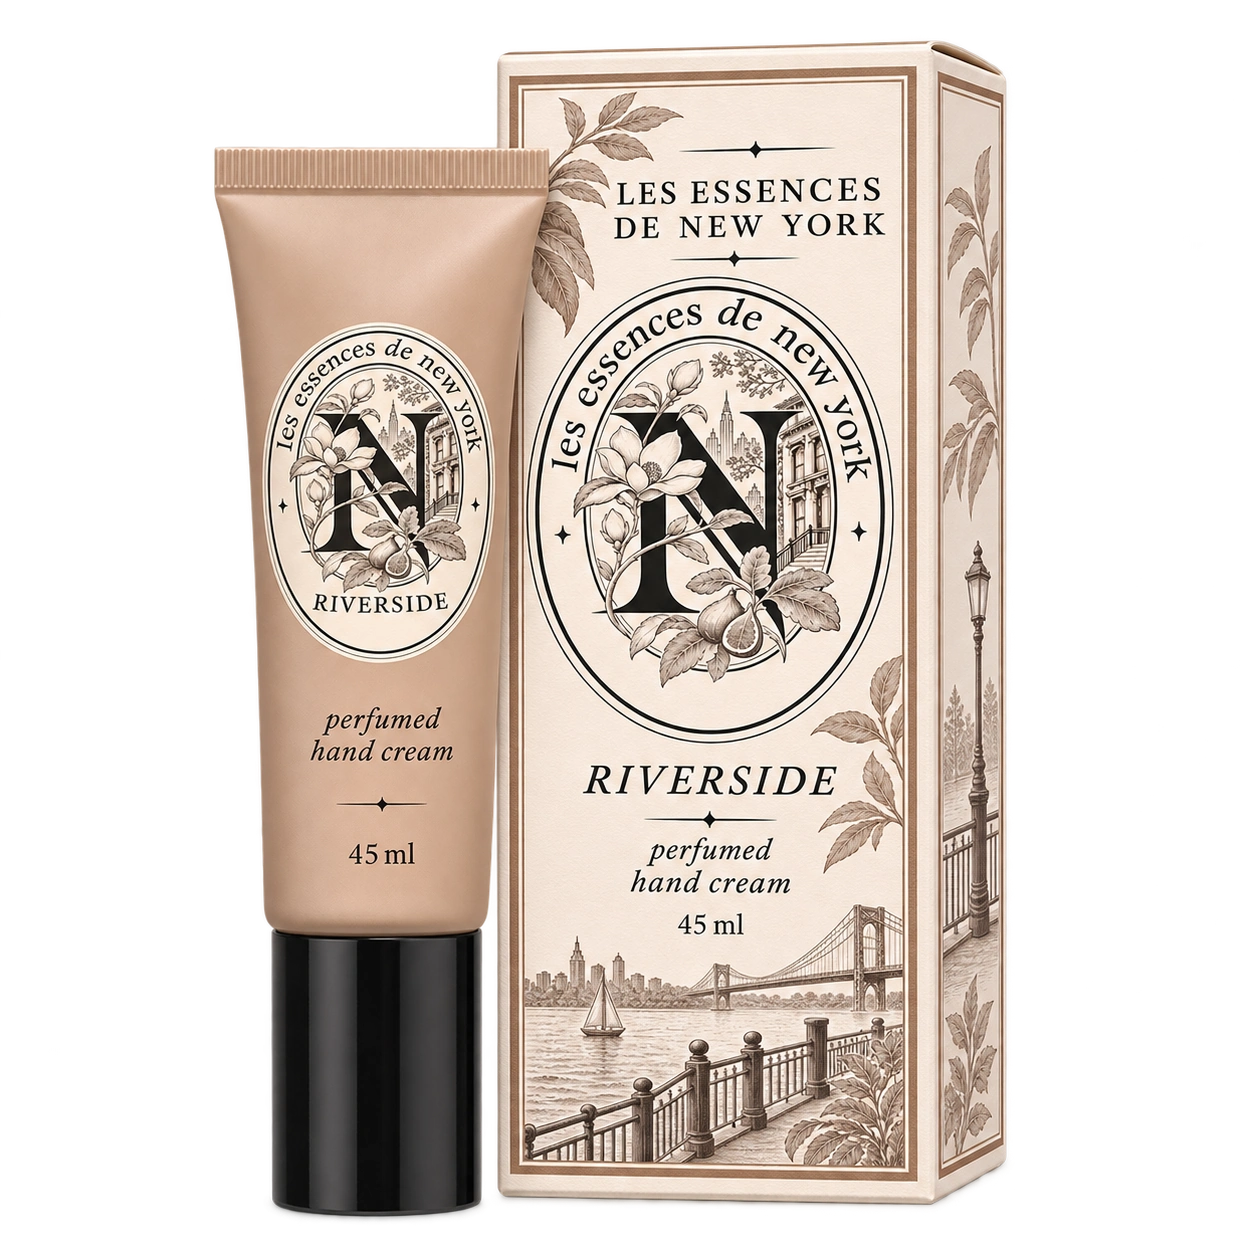 les essences de new york
N
RIVERSIDE
perfumed
hand cream
45 ml
LES ESSENCES
DE NEW YORK
les essences de new york
N
RIVERSIDE
perfumed
hand cream
45 ml